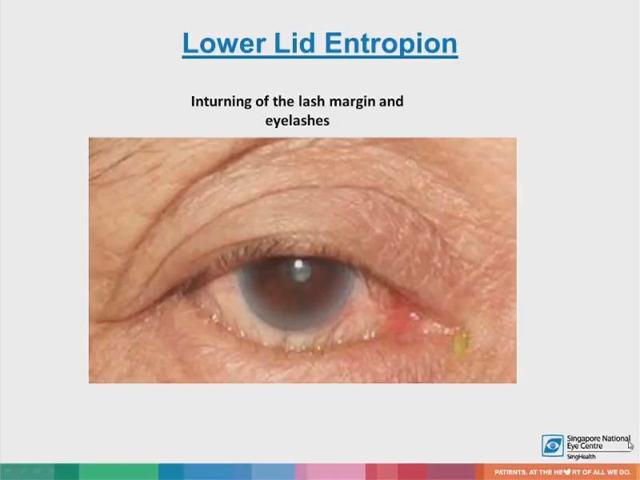 Lower Lid Entropion
Inturning of the lash margin and
eyelashes
Singapore National
Eye Centre
SingHealth
PATIENTS. AT THE HE RT OF ALL WE DO.